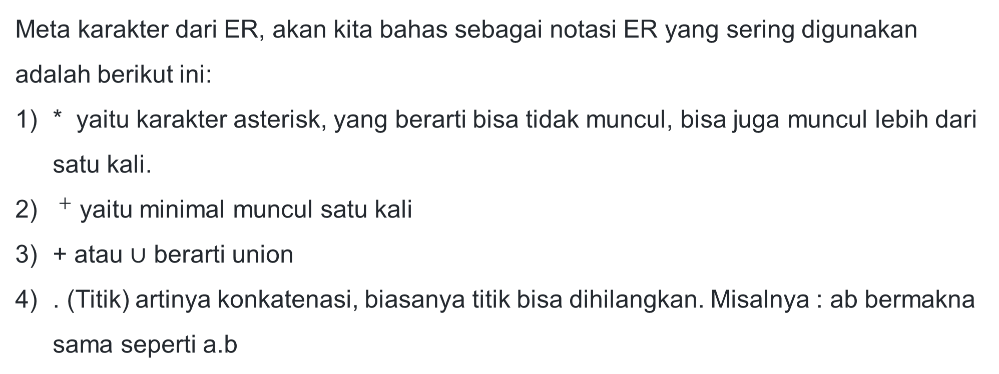 Meta karakter dari ER, akan kita bahas sebagai notasi ER yang sering digunakan
adalah berikut ini:
1) * yaitu karakter asterisk, yang berarti bisa tidak muncul, bisa juga muncul lebih dari
satu kali.
2) ⁺ yaitu minimal muncul satu kali
3) + atau ∪ berarti union
4) . (Titik) artinya konkatenasi, biasanya titik bisa dihilangkan. Misalnya : ab bermakna
sama seperti a.b